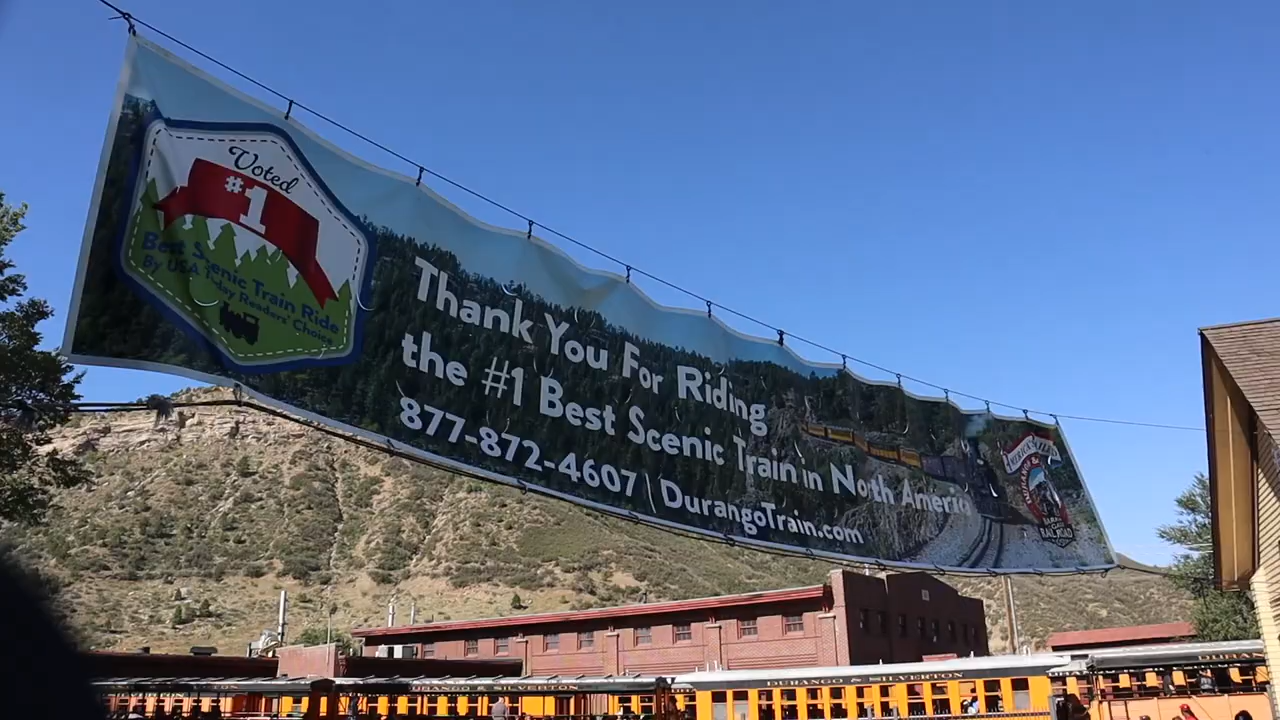 Voted
#1
Best Scenic Train Ride
By USA Today Readers' Choice
Thank You For Riding
the #1 Best Scenic Train in North America
877-872-4607 | DurangoTrain.com
RAILROAD
DURANGO & SILVERTON
DURANGO & SILVERTON